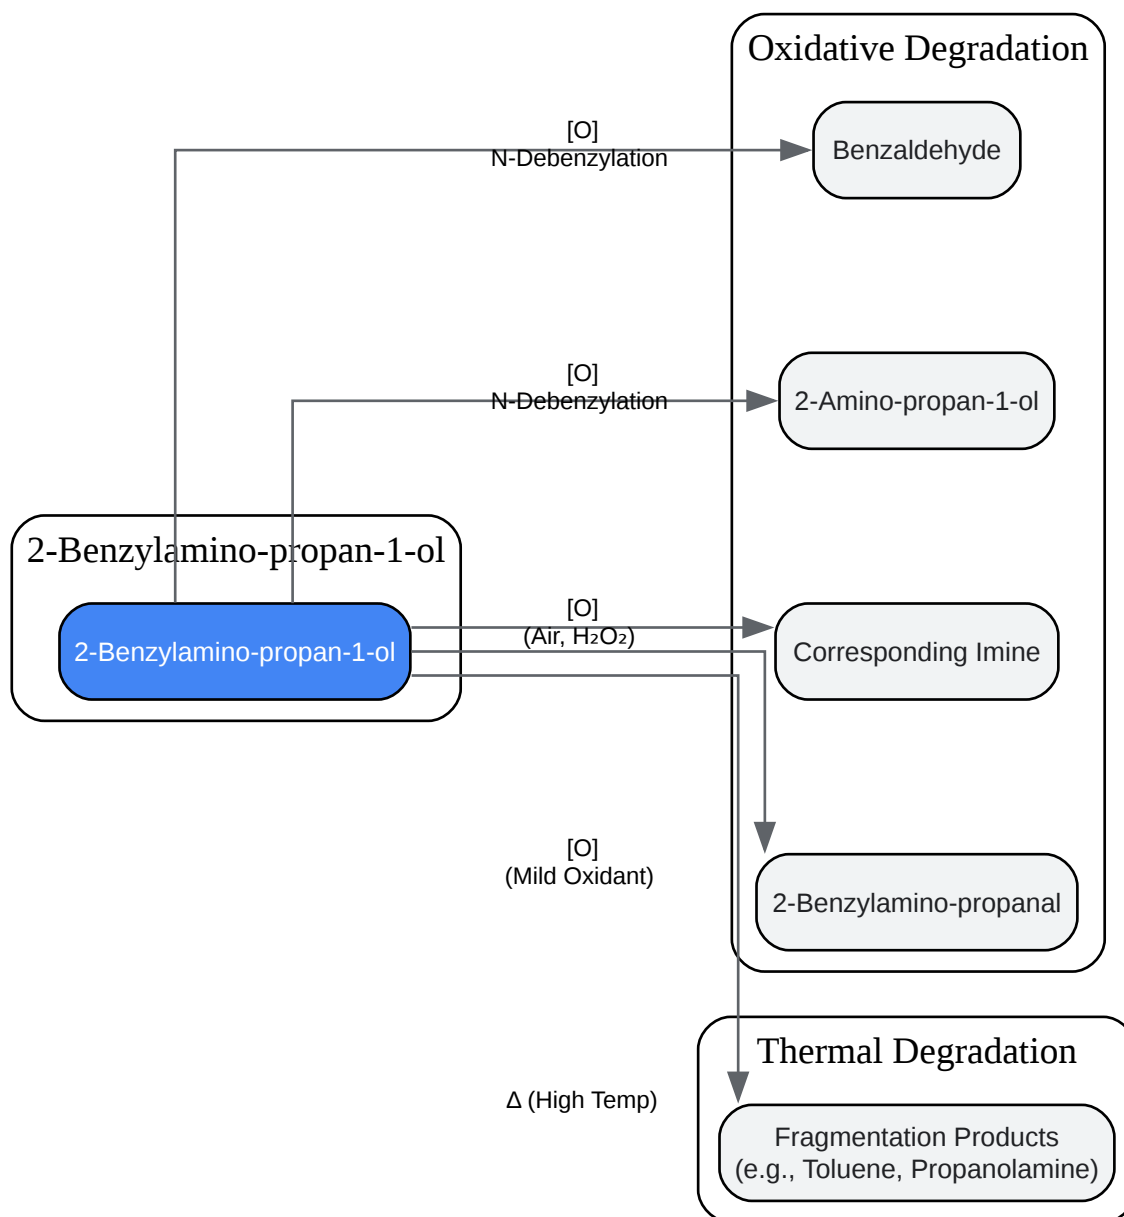 Oxidative Degradation
[O]
N-Debenzylation
Benzaldehyde
[O]
N-Debenzylation
2-Amino-propan-1-ol
2-Benzylamino-propan-1-ol
2-Benzylamino-propan-1-ol
[O]
(Air, H₂O₂)
Corresponding Imine
[O]
(Mild Oxidant)
2-Benzylamino-propanal
Thermal Degradation
Δ (High Temp)
Fragmentation Products
(e.g., Toluene, Propanolamine)